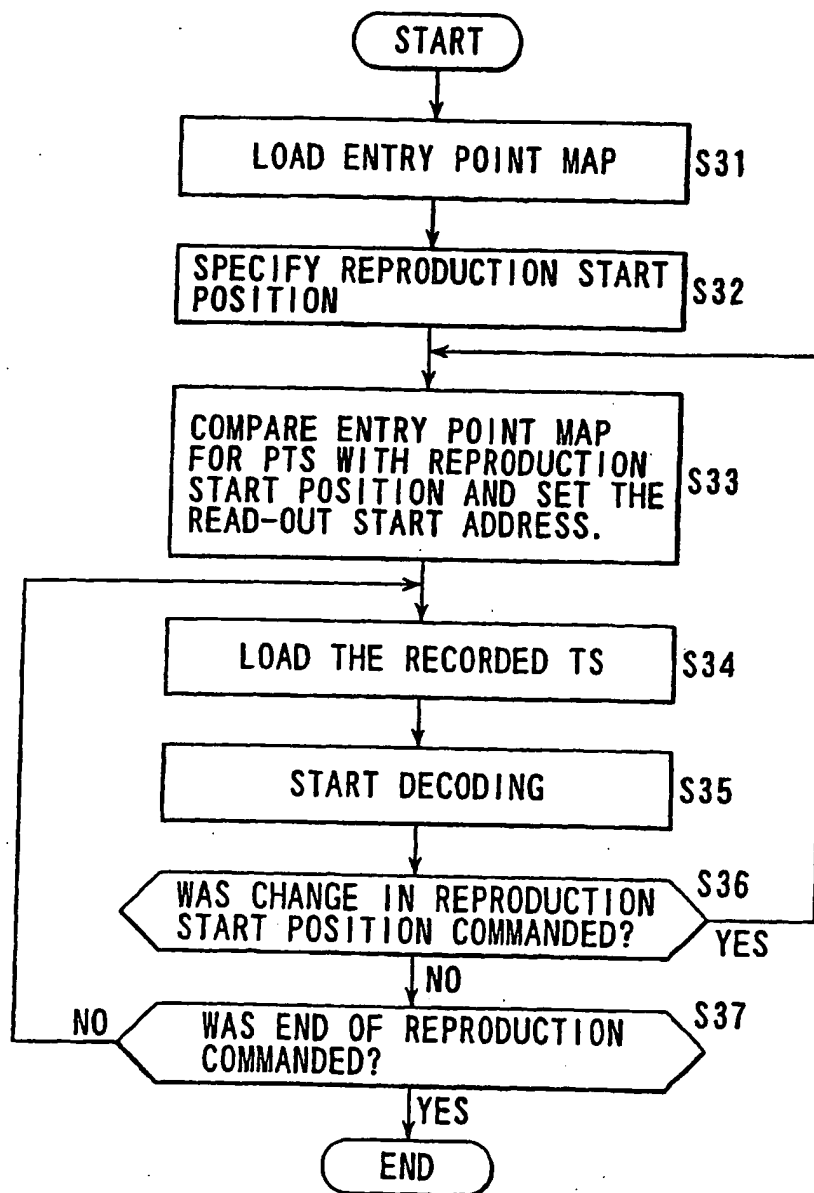 START
LOAD ENTRY POINT MAP
S31
SPECIFY REPRODUCTION START
POSITION
S32
COMPARE ENTRY POINT MAP
FOR PTS WITH REPRODUCTION
START POSITION AND SET THE
READ-OUT START ADDRESS.
S33
LOAD THE RECORDED TS
S34
START DECODING
S35
WAS CHANGE IN REPRODUCTION
START POSITION COMMANDED?
S36
YES
NO
WAS END OF REPRODUCTION
COMMANDED?
S37
NO
YES
END